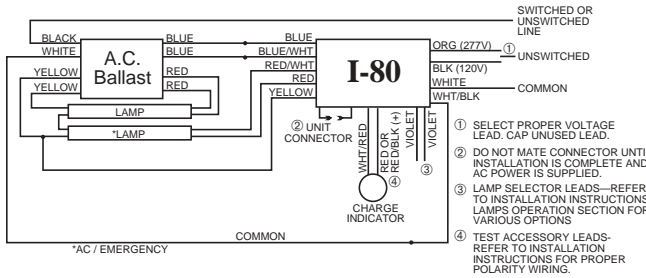 SWITCHED OR
UNSWITCHED
LINE
BLACK
BLUE
BLUE
WHITE
BLUE
BLUE/WHT
A.C.
Ballast
I-80
ORG (277V)
①
UNSWITCHED
BLK (120V)
YELLOW
RED
RED/WHT
YELLOW
RED
RED
WHITE
COMMON
YELLOW
WHT/BLK
LAMP
*LAMP
② UNIT
CONNECTOR
WHT/RED
RED OR
RED/BLK (+)
VIOLET
VIOLET
③
④
CHARGE
INDICATOR
COMMON
*AC / EMERGENCY
① SELECT PROPER VOLTAGE
LEAD. CAP UNUSED LEAD.
② DO NOT MATE CONNECTOR UNTI
INSTALLATION IS COMPLETE AND
AC POWER IS SUPPLIED.
③ LAMP SELECTOR LEADS—REFER
TO INSTALLATION INSTRUCTIONS
LAMPS OPERATION SECTION FOR
VARIOUS OPTIONS
④ TEST ACCESSORY LEADS-
REFER TO INSTALLATION
INSTRUCTIONS FOR PROPER
POLARITY WIRING.